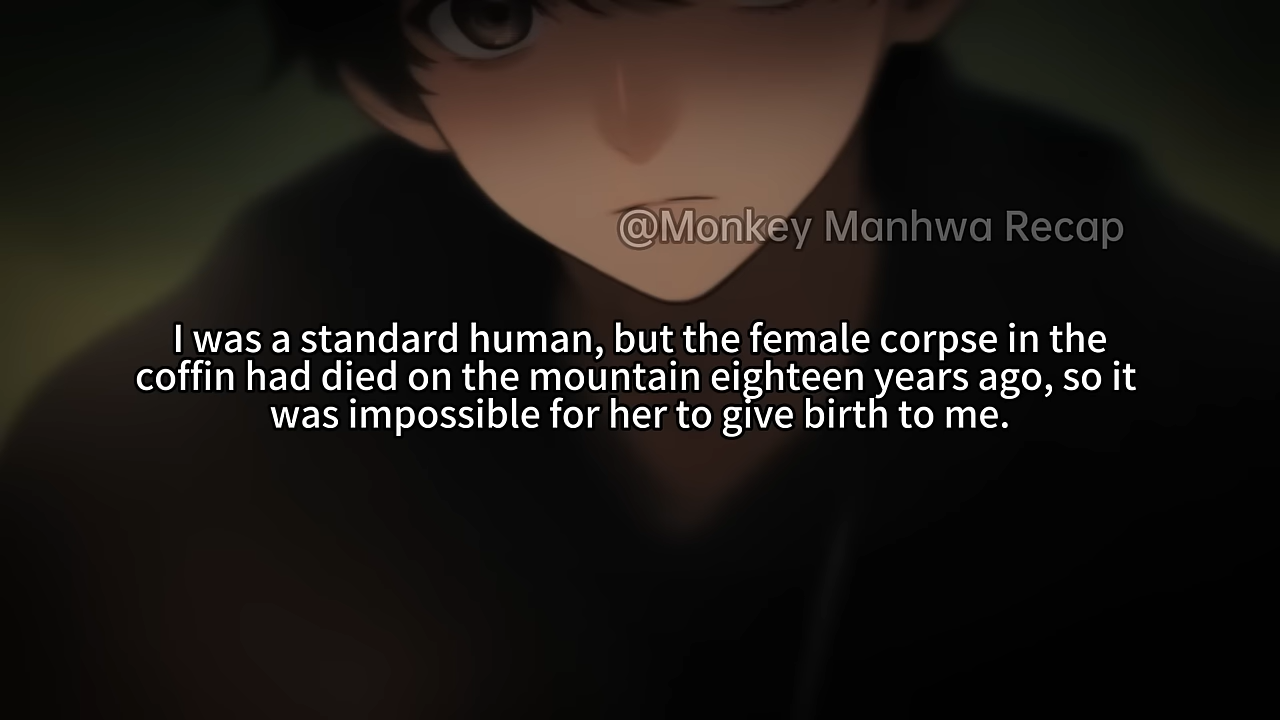 @Monkey Manhwa Recap
I was a standard human, but the female corpse in the
coffin had died on the mountain eighteen years ago, so it
was impossible for her to give birth to me.